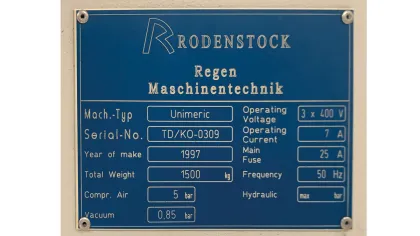 RODENSTOCK
Regen
Maschinentechnik
Mach.-Typ Unimeric Operating Voltage 3 x 400 V
Serial-No. TD/KO-0309 Operating Current 7 A
Year of make 1997 Main Fuse 25 A
Total Weight 1500 kg Frequency 50 Hz
Compr. Air 5 bar Hydraulic max bar
Vacuum 0,85 bar